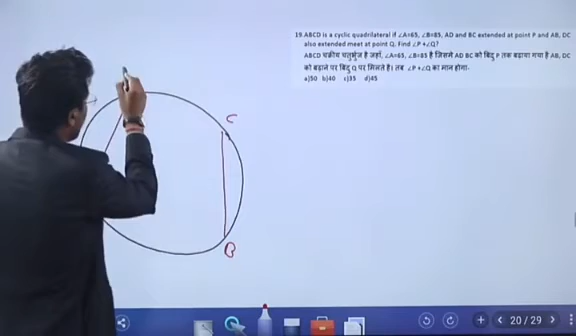 19.ABCD is a cyclic quadrilateral if ∠A=65, ∠B=85, AD and BC extended at point P and AB, DC
also extended meet at point Q. Find ∠P +∠Q?
ABCD चक्रीय चतुर्भुज है जहाँ, ∠A=65, ∠B=85 है जिसमे AD BC को बिंदु P तक बढ़ाया गया है AB, DC
को बढ़ाने पर बिंदु Q पर मिलते है। तब ∠P +∠Q का मान होगा-
a)50 b)40 c)35 d)45
C
B
20 / 29